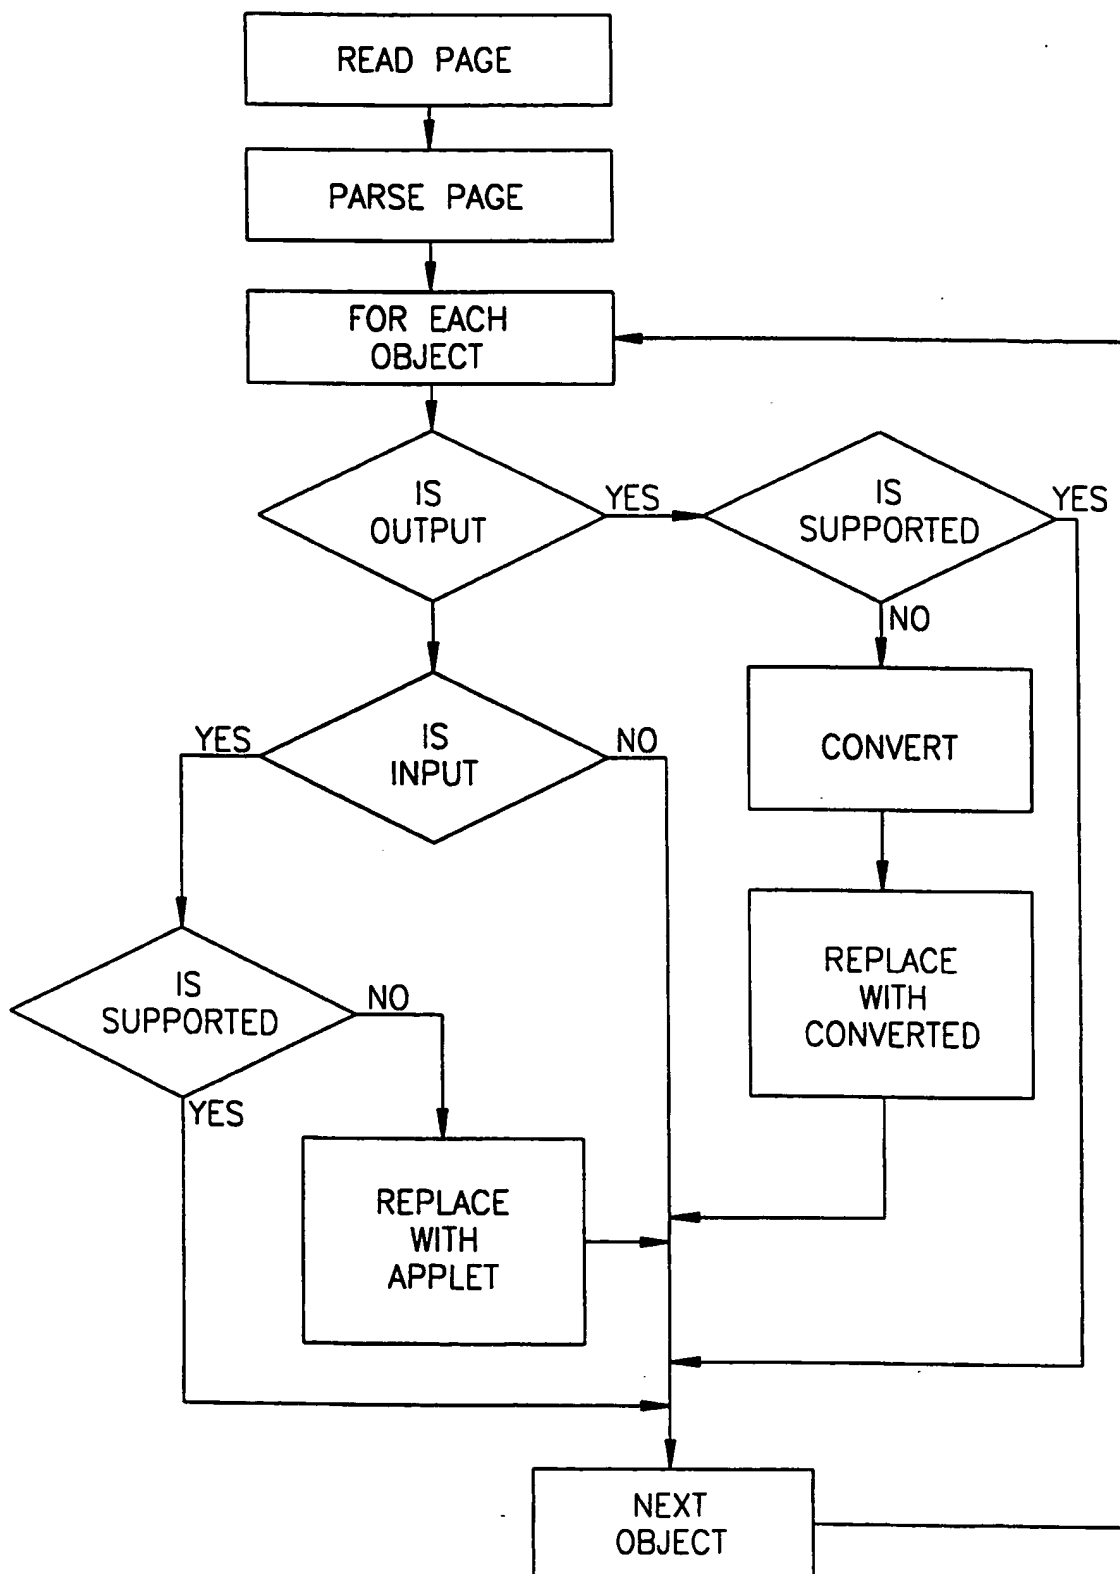 READ PAGE
PARSE PAGE
FOR EACH
OBJECT
IS
OUTPUT
YES
IS
SUPPORTED
YES
NO
CONVERT
REPLACE
WITH
CONVERTED
IS
INPUT
YES
NO
IS
SUPPORTED
NO
YES
REPLACE
WITH
APPLET
NEXT
OBJECT